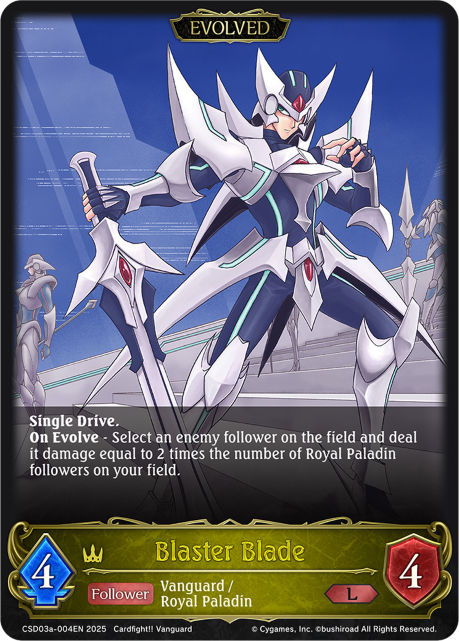 EVOLVED
Single Drive.
On Evolve - Select an enemy follower on the field and deal
it damage equal to 2 times the number of Royal Paladin
followers on your field.
Blaster Blade
4
Follower
Vanguard /
Royal Paladin
L
4
CSD03a-004EN 2025 Cardfight!! Vanguard © Cygames, Inc. ©bushiroad All Rights Reserved.